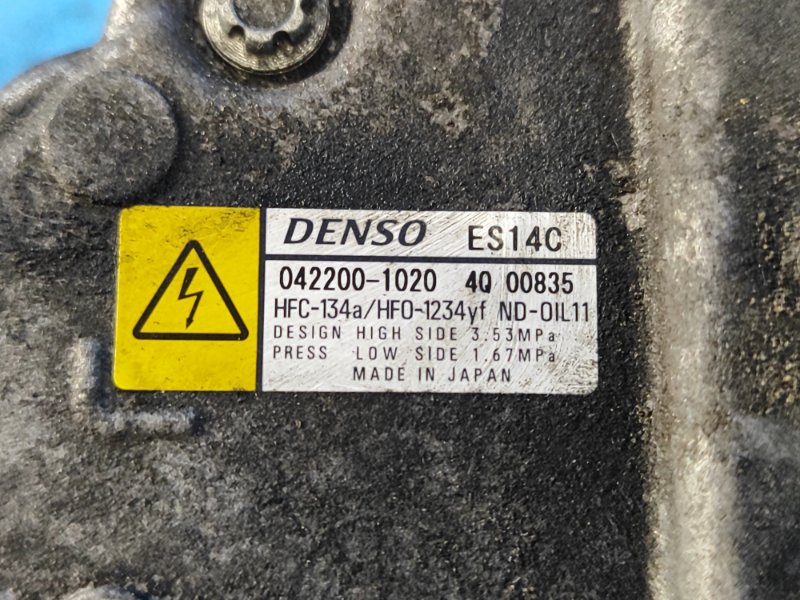 DENSO ES14C
042200-1020 4Q 00835
HFC-134a/HFO-1234yf ND-OIL11
DESIGN HIGH SIDE 3.53MPa
PRESS LOW SIDE 1.67MPa
MADE IN JAPAN